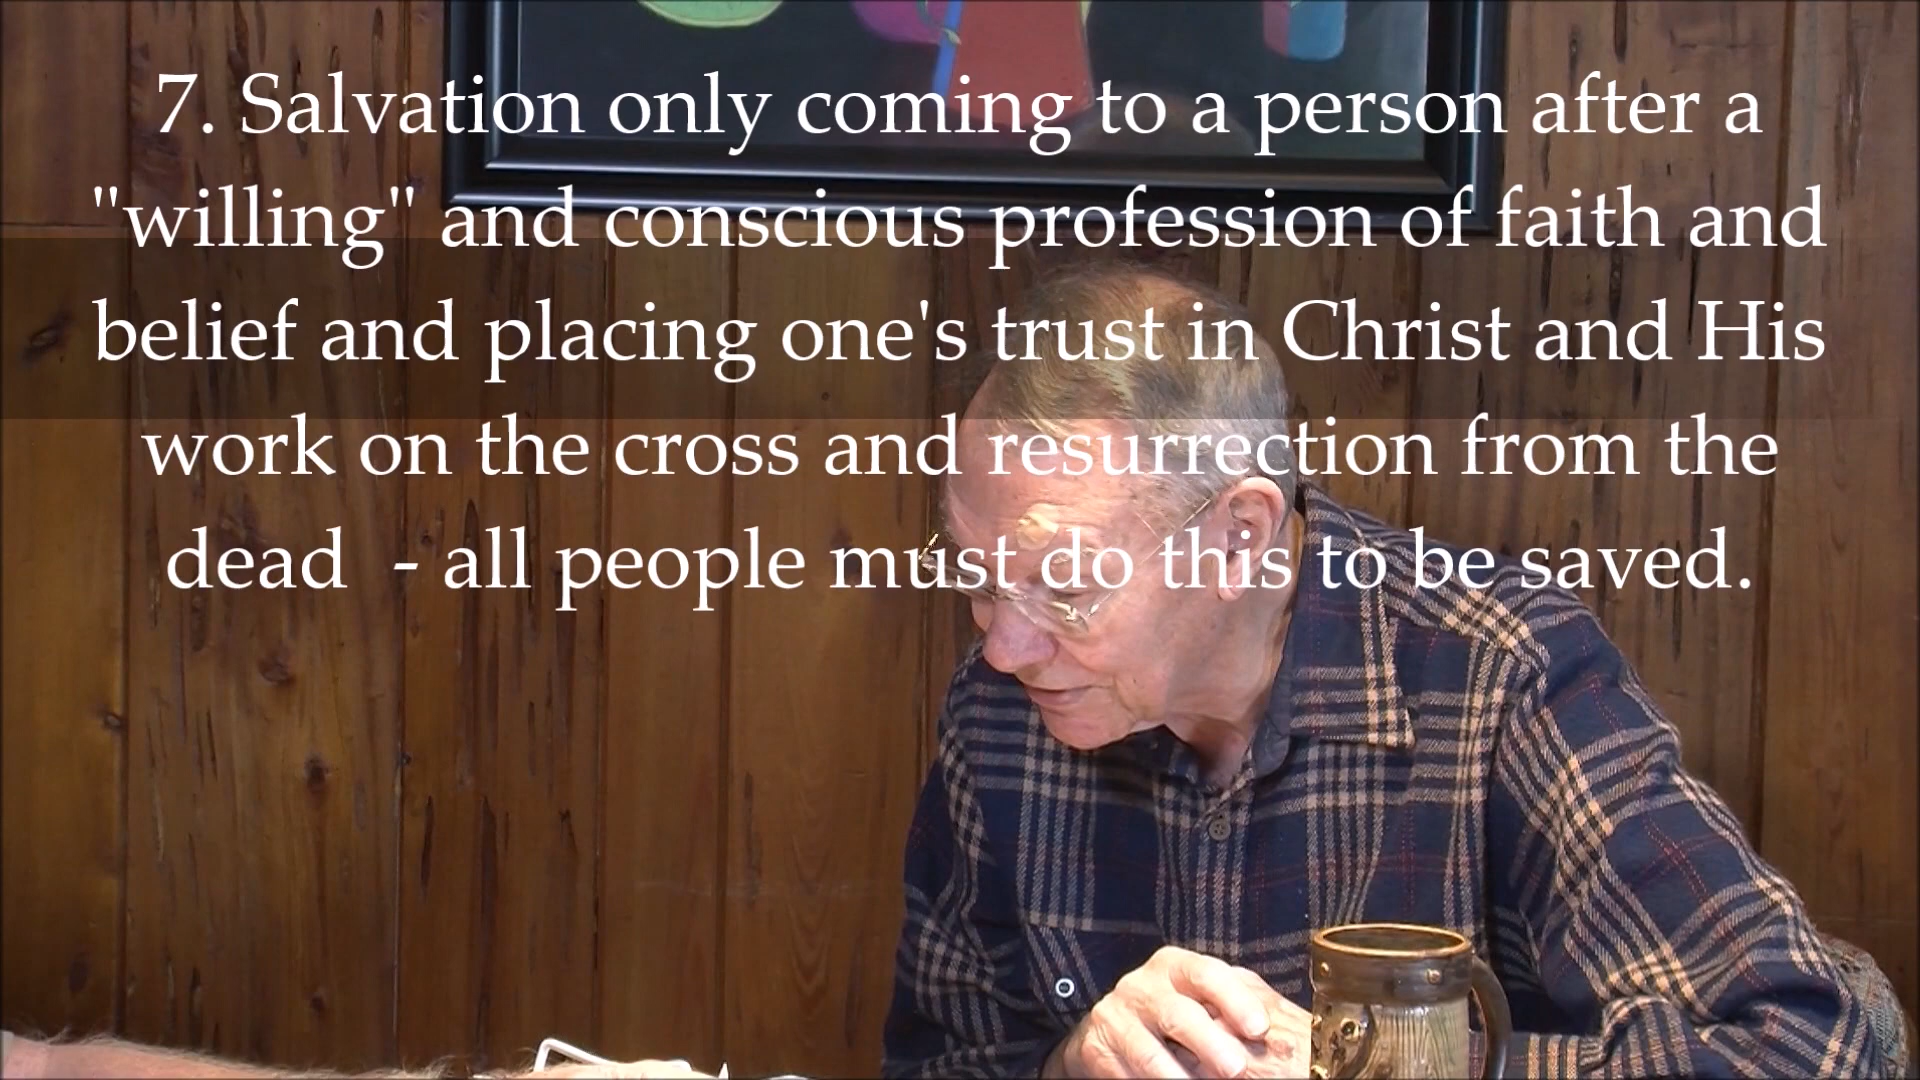 7. Salvation only coming to a person after a
"willing" and conscious profession of faith and
belief and placing one's trust in Christ and His
work on the cross and resurrection from the
dead  - all people must do this to be saved.